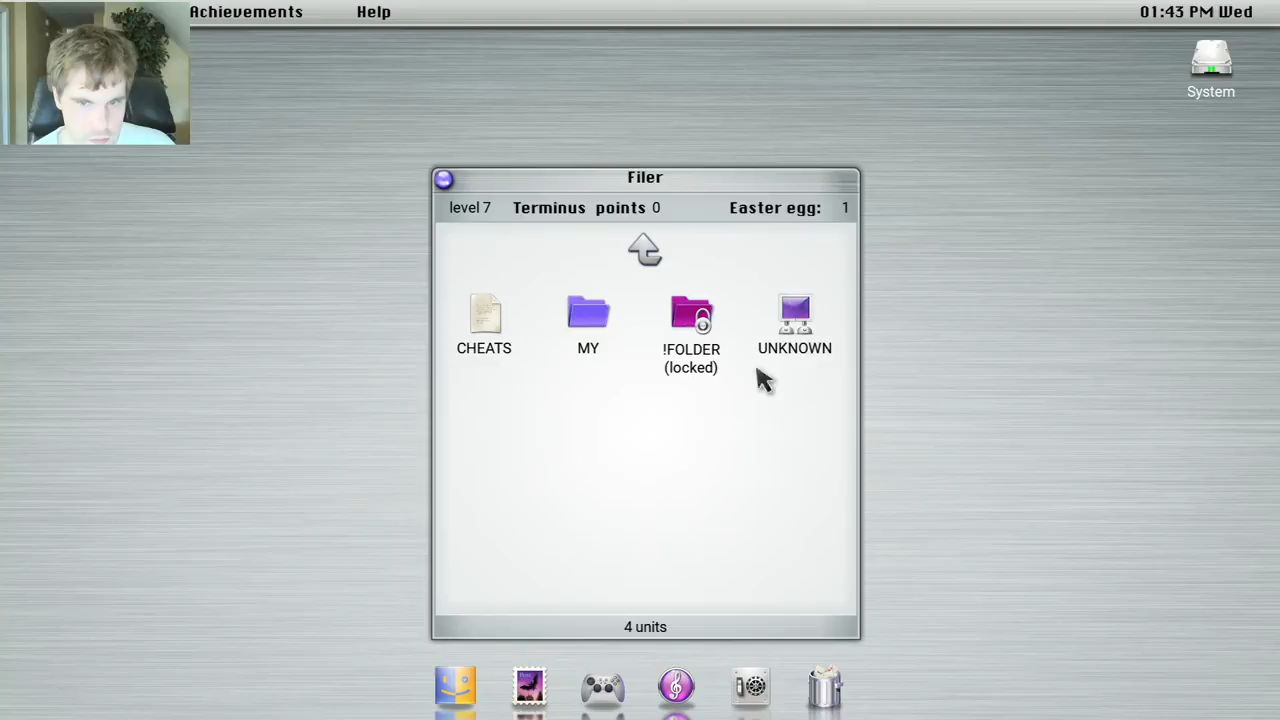 Achievements Help 01:43 PM Wed
System
Filer
level 7 Terminus points 0 Easter egg: 1
CHEATS MY !FOLDER UNKNOWN
(locked)
4 units